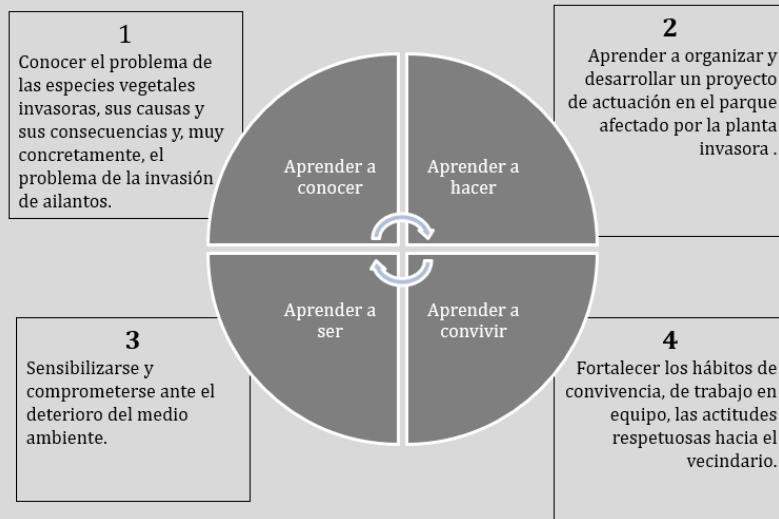 1
Conocer el problema de
las especies vegetales
invasoras, sus causas y
sus consecuencias y, muy
concretamente, el
problema de la invasión
de ailantos.
2
Aprender a organizar y
desarrollar un proyecto
de actuación en el parque
afectado por la planta
invasora .
Aprender a
conocer
Aprender a
hacer
Aprender a
ser
Aprender a
convivir
3
Sensibilizarse y
comprometerse ante el
deterioro del medio
ambiente.
4
Fortalecer los hábitos de
convivencia, de trabajo en
equipo, las actitudes
respetuosas hacia el
vecindario.